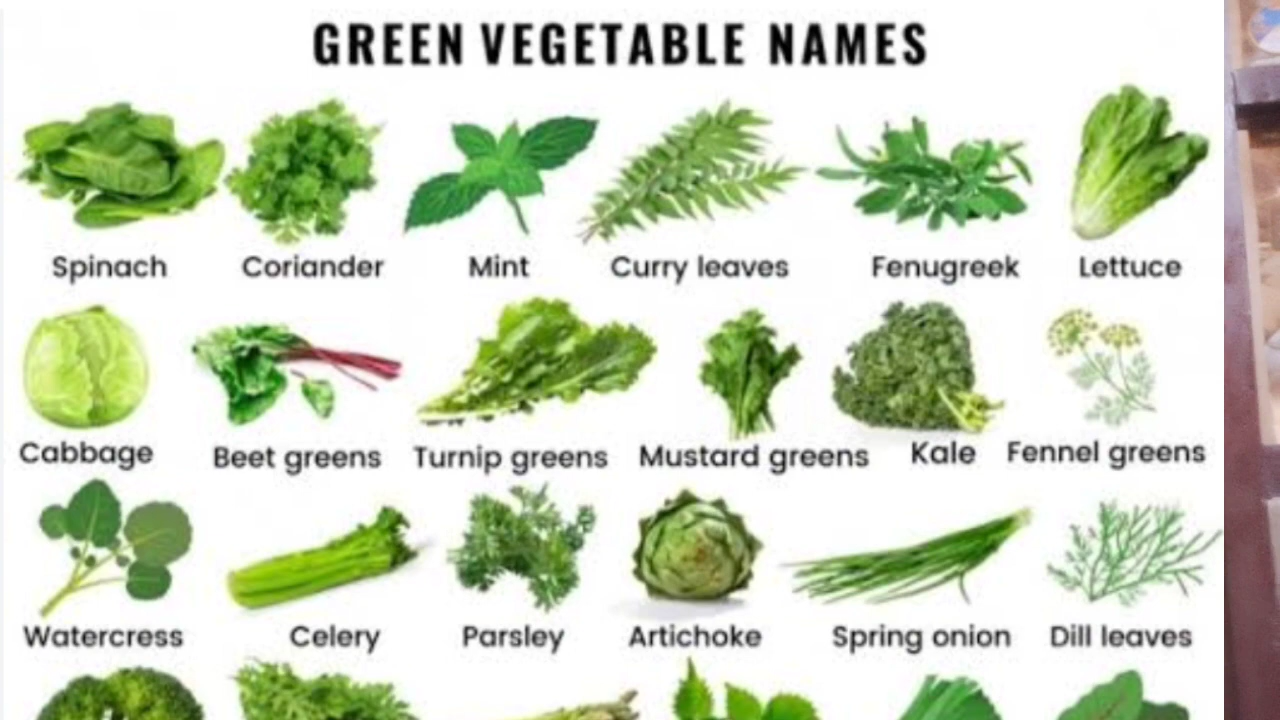 GREEN VEGETABLE NAMES
Spinach Coriander Mint Curry leaves Fenugreek Lettuce
Cabbage Beet greens Turnip greens Mustard greens Kale Fennel greens
Watercress Celery Parsley Artichoke Spring onion Dill leaves